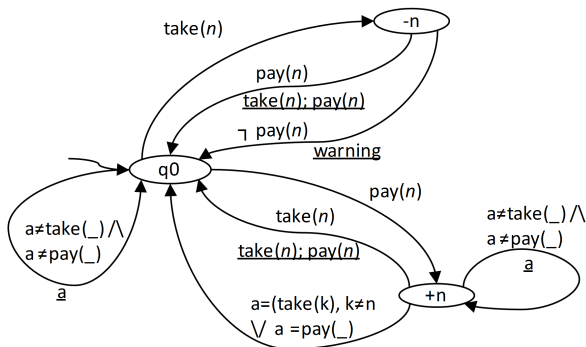 take(n)
-n
pay(n)
take(n); pay(n)
¬ pay(n)
warning
q0
pay(n)
a≠take(_) /\
a ≠pay(_)
a
take(n)
take(n); pay(n)
a≠take(_) /\
a ≠pay(_)
a
+n
a=(take(k), k≠n
\/ a =pay(_)